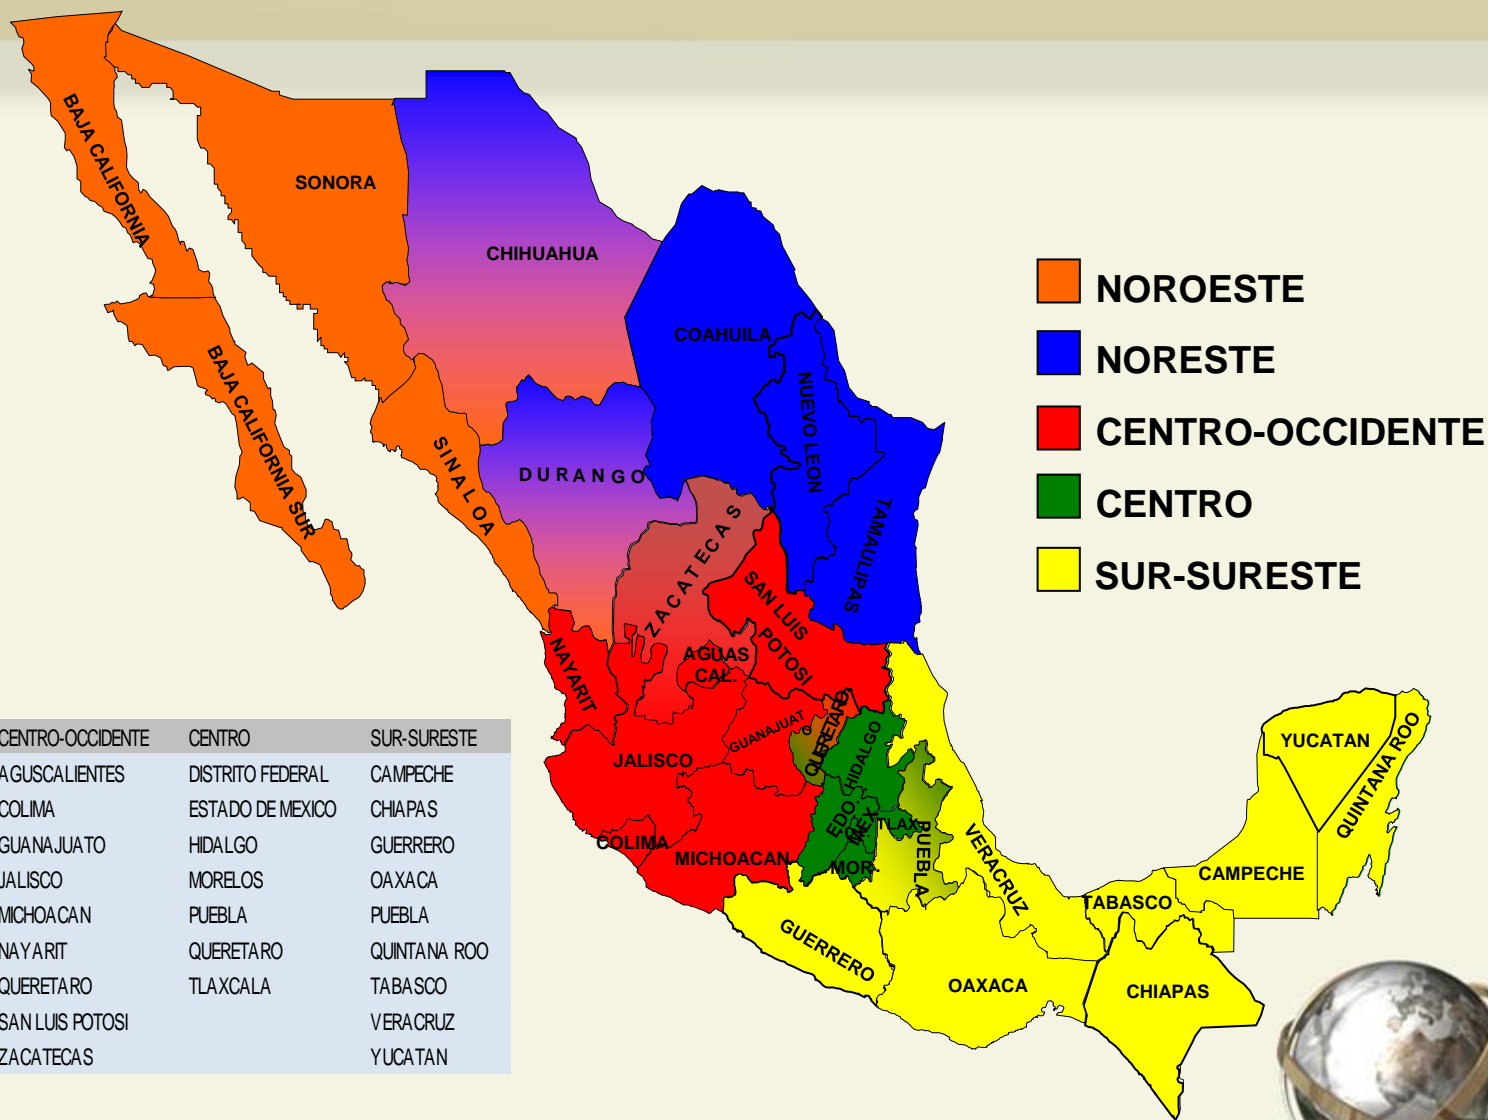 BAJA CALIFORNIA
SONORA
CHIHUAHUA
COAHUILA
BAJA CALIFORNIA SUR
SINALOA
DURANGO
NUEVO LEON
TAMAULIPAS
ZACATECAS
SAN LUIS
POTOSI
NAYARIT
AGUAS
CAL.
JALISCO
GUANAJUAT
O
QUERETARO
HIDALGO
COLIMA
MICHOACAN
EDO.
MEX
TLAX.
MOR.
PUEBLA
VERACRUZ
GUERRERO
OAXACA
TABASCO
CHIAPAS
CAMPECHE
YUCATAN
QUINTANA ROO
NOROESTE
NORESTE
CENTRO-OCCIDENTE
CENTRO
SUR-SURESTE
CENTRO-OCCIDENTE CENTRO SUR-SURESTE
AGUSCALIENTES DISTRITO FEDERAL CAMPECHE
COLIMA ESTADO DE MEXICO CHIAPAS
GUANAJUATO HIDALGO GUERRERO
JALISCO MORELOS OAXACA
MICHOACAN PUEBLA PUEBLA
NAYARIT QUERETARO QUINTANA ROO
QUERETARO TLAXCALA TABASCO
SAN LUIS POTOSI VERACRUZ
ZACATECAS YUCATAN